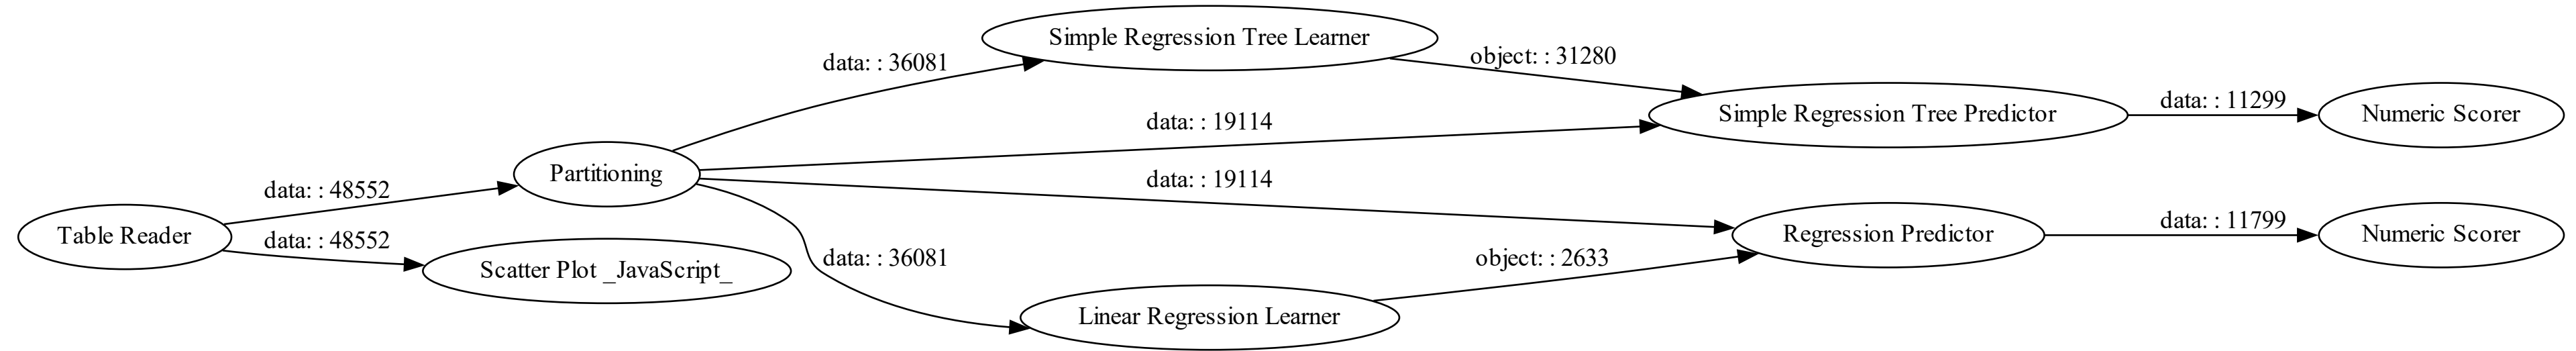 Simple Regression Tree Learner
data: : 36081
object: : 31280
Simple Regression Tree Predictor
data: : 11299
Numeric Scorer
data: : 19114
Partitioning
data: : 48552
data: : 19114
Table Reader
data: : 48552
Regression Predictor
data: : 11799
Numeric Scorer
Scatter Plot _JavaScript_
data: : 36081
object: : 2633
Linear Regression Learner